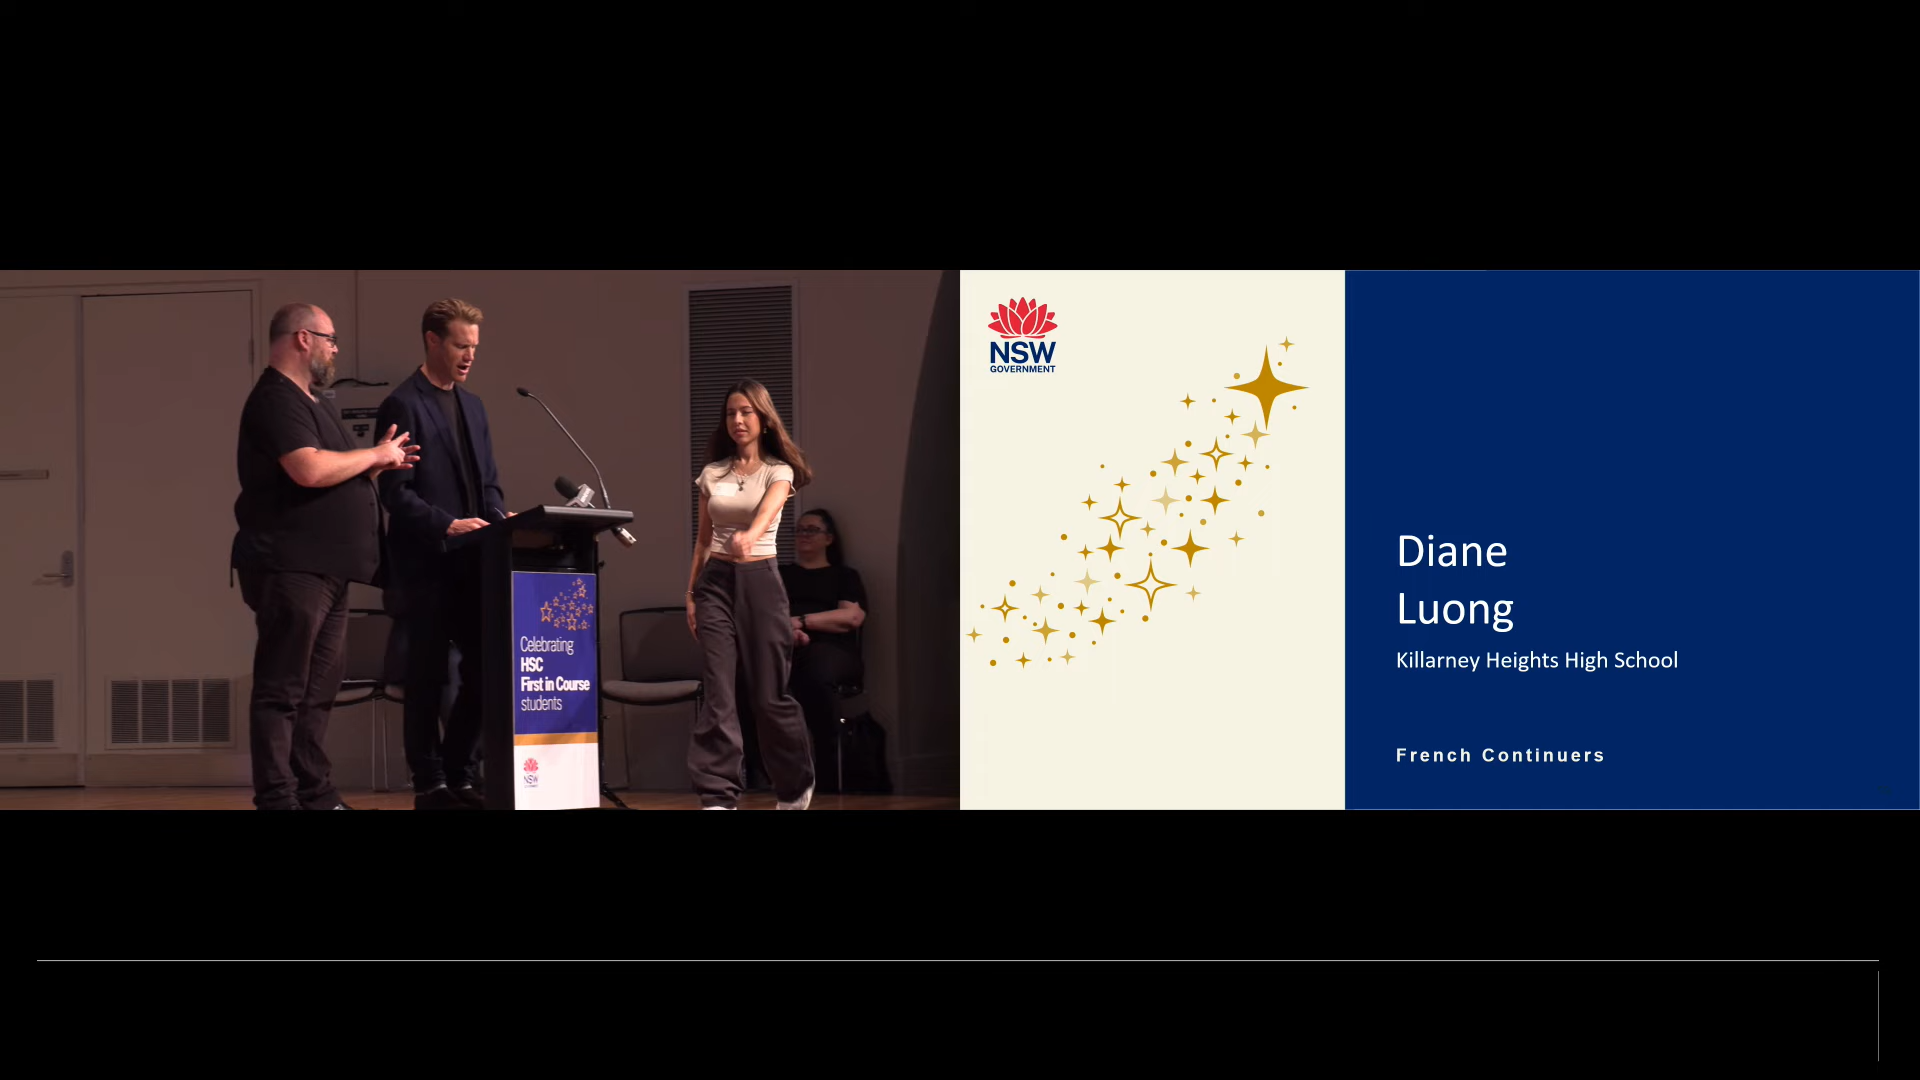 Celebrating
HSC
First in Course
students
NSW
GOVERNMENT
Diane
Luong
Killarney Heights High School
French Continuers